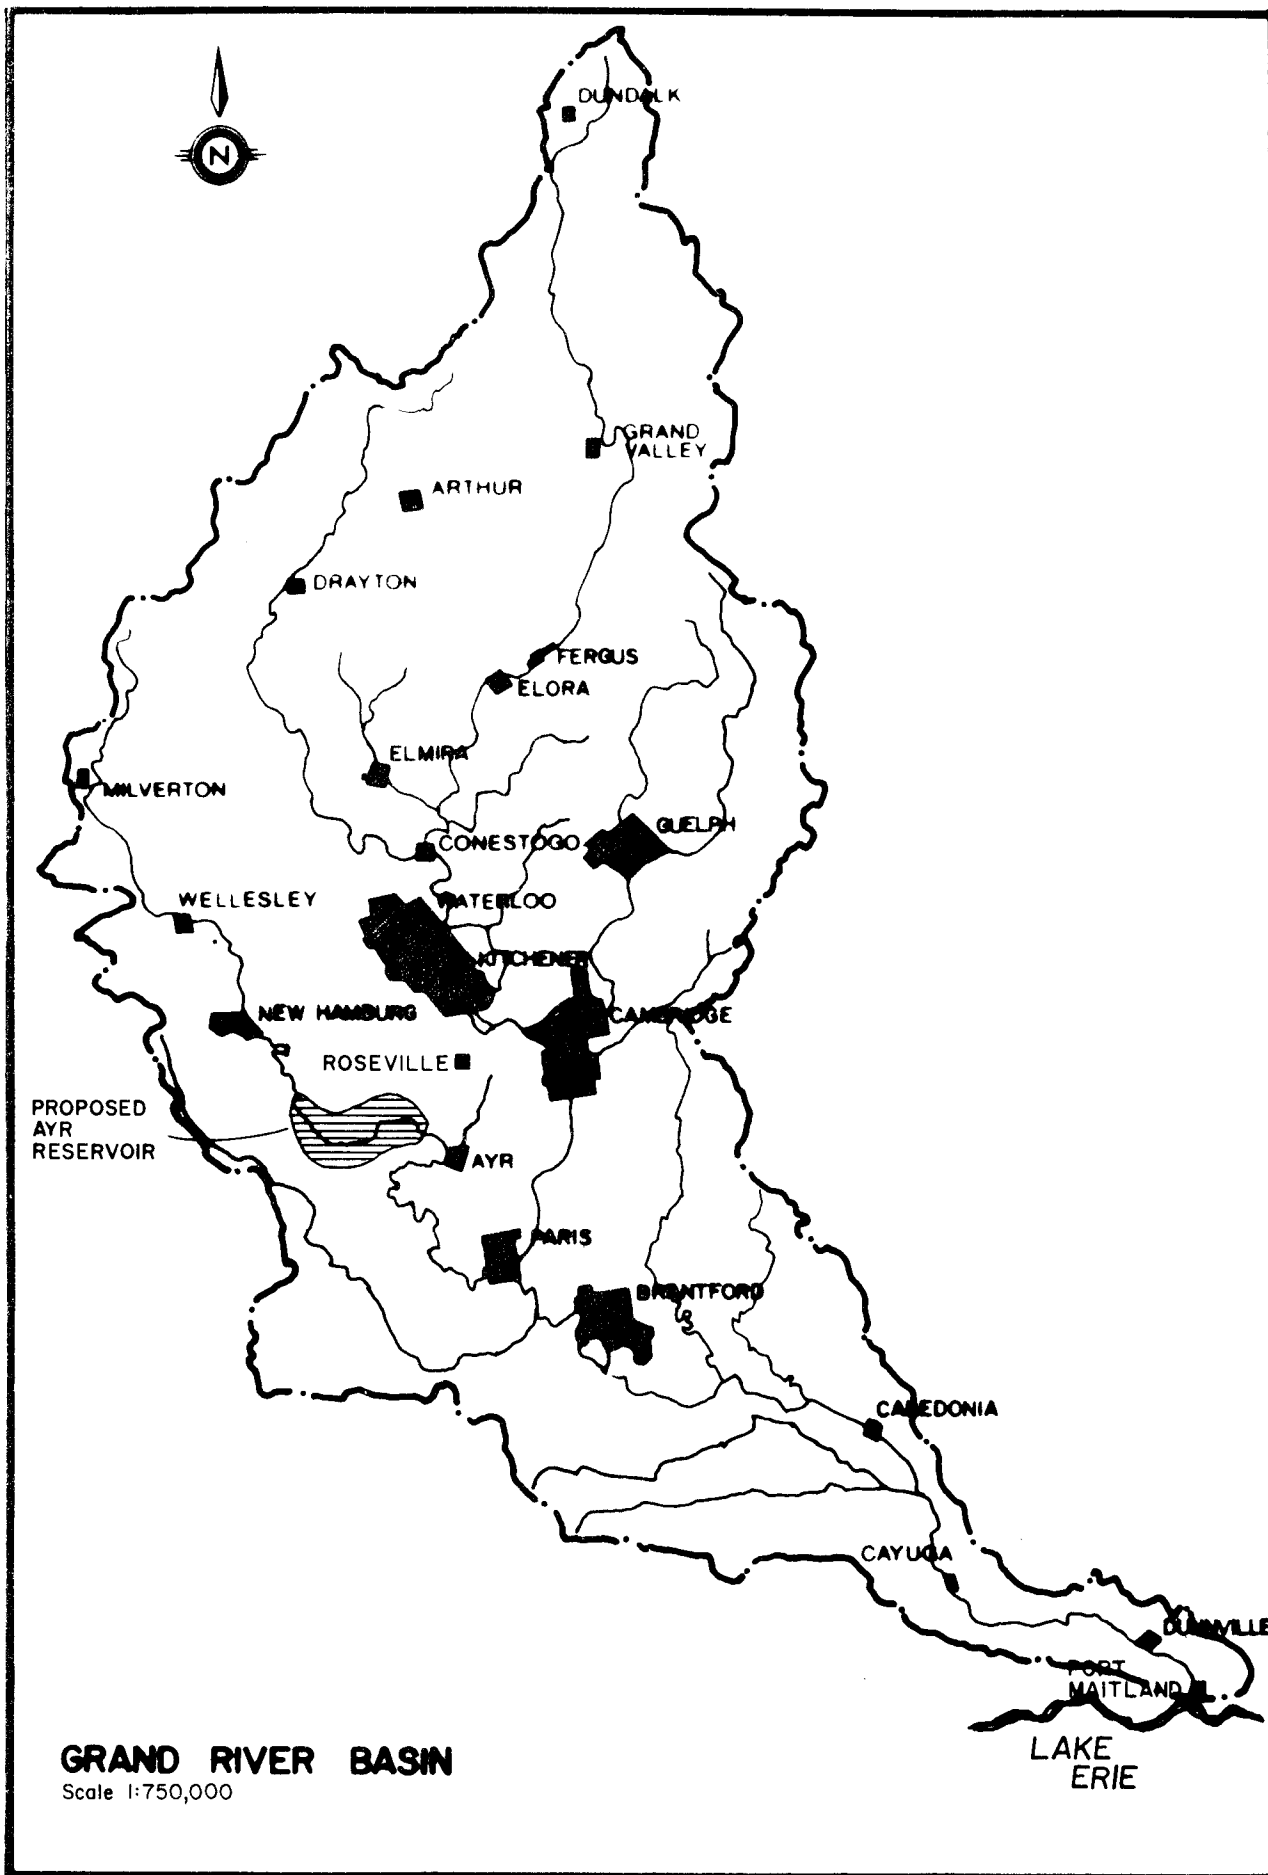 DUNDALK
N
GRAND
VALLEY
ARTHUR
DRAYTON
FERGUS
ELORA
ELMIRA
MILVERTON
GUELPH
CONESTOGO
WELLESLEY
WATERLOO
KITCHENER
NEW HAMBURG
CAMBRIDGE
ROSEVILLE
PROPOSED
AYR
RESERVOIR
AYR
PARIS
BRENTFORD
CALEDONIA
CAYUGA
DUNNVILLE
PORT
MAITLAND
LAKE
ERIE
GRAND RIVER BASIN
Scale 1:750,000